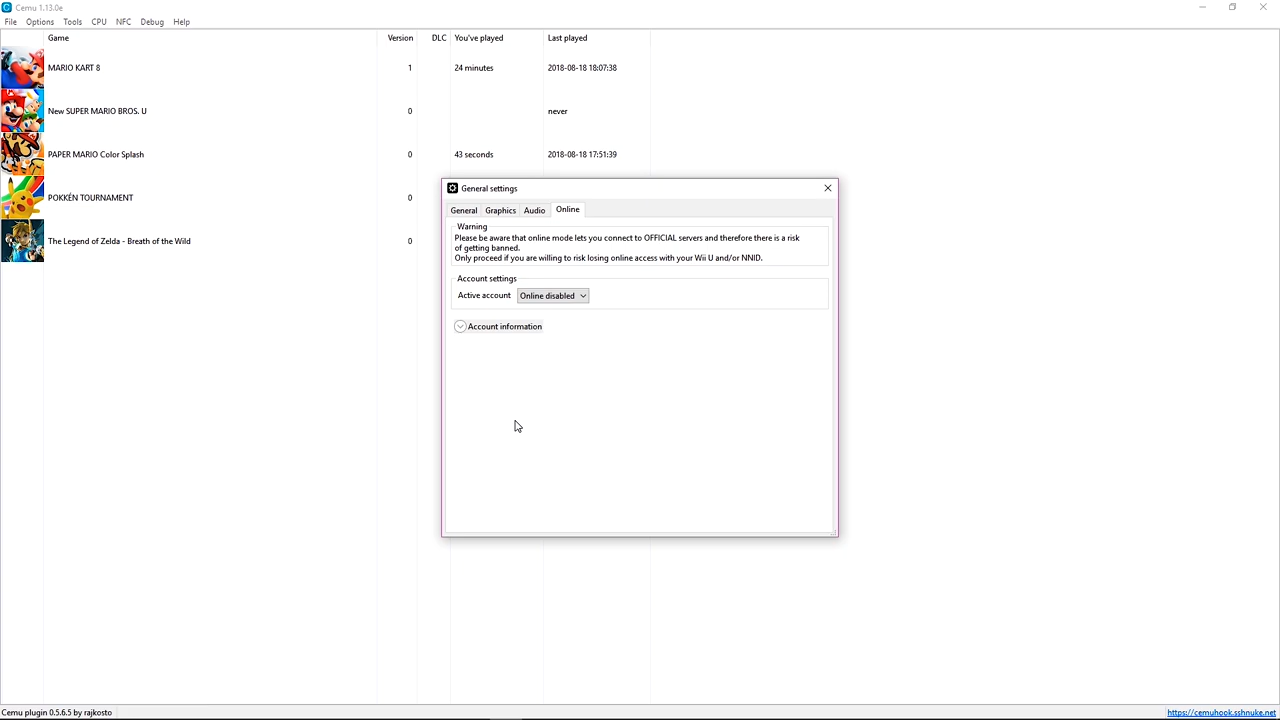 Cemu 1.13.0e
File Options Tools CPU NFC Debug Help
Game Version DLC You've played Last played
MARIO KART 8 1 24 minutes 2018-08-18 18:07:38
New SUPER MARIO BROS. U 0 never
PAPER MARIO Color Splash 0 43 seconds 2018-08-18 17:51:39
POKKÉN TOURNAMENT 0
The Legend of Zelda - Breath of the Wild 0
General settings
General Graphics Audio Online
Warning
Please be aware that online mode lets you connect to OFFICIAL servers and therefore there is a risk
of getting banned.
Only proceed if you are willing to risk losing online access with your Wii U and/or NNID.
Account settings
Active account Online disabled
Account information
Cemu plugin 0.5.6.5 by rajkosto
https://cemuhook.sshnuke.net